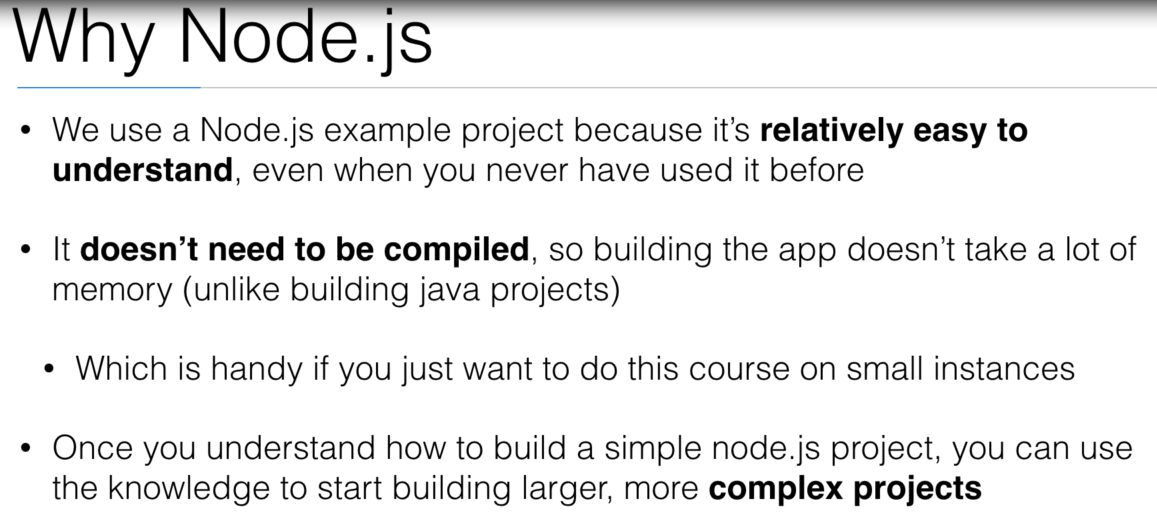 Why Node.js
• We use a Node.js example project because it’s relatively easy to
understand, even when you never have used it before
• It doesn’t need to be compiled, so building the app doesn’t take a lot of
memory (unlike building java projects)
• Which is handy if you just want to do this course on small instances
• Once you understand how to build a simple node.js project, you can use
the knowledge to start building larger, more complex projects